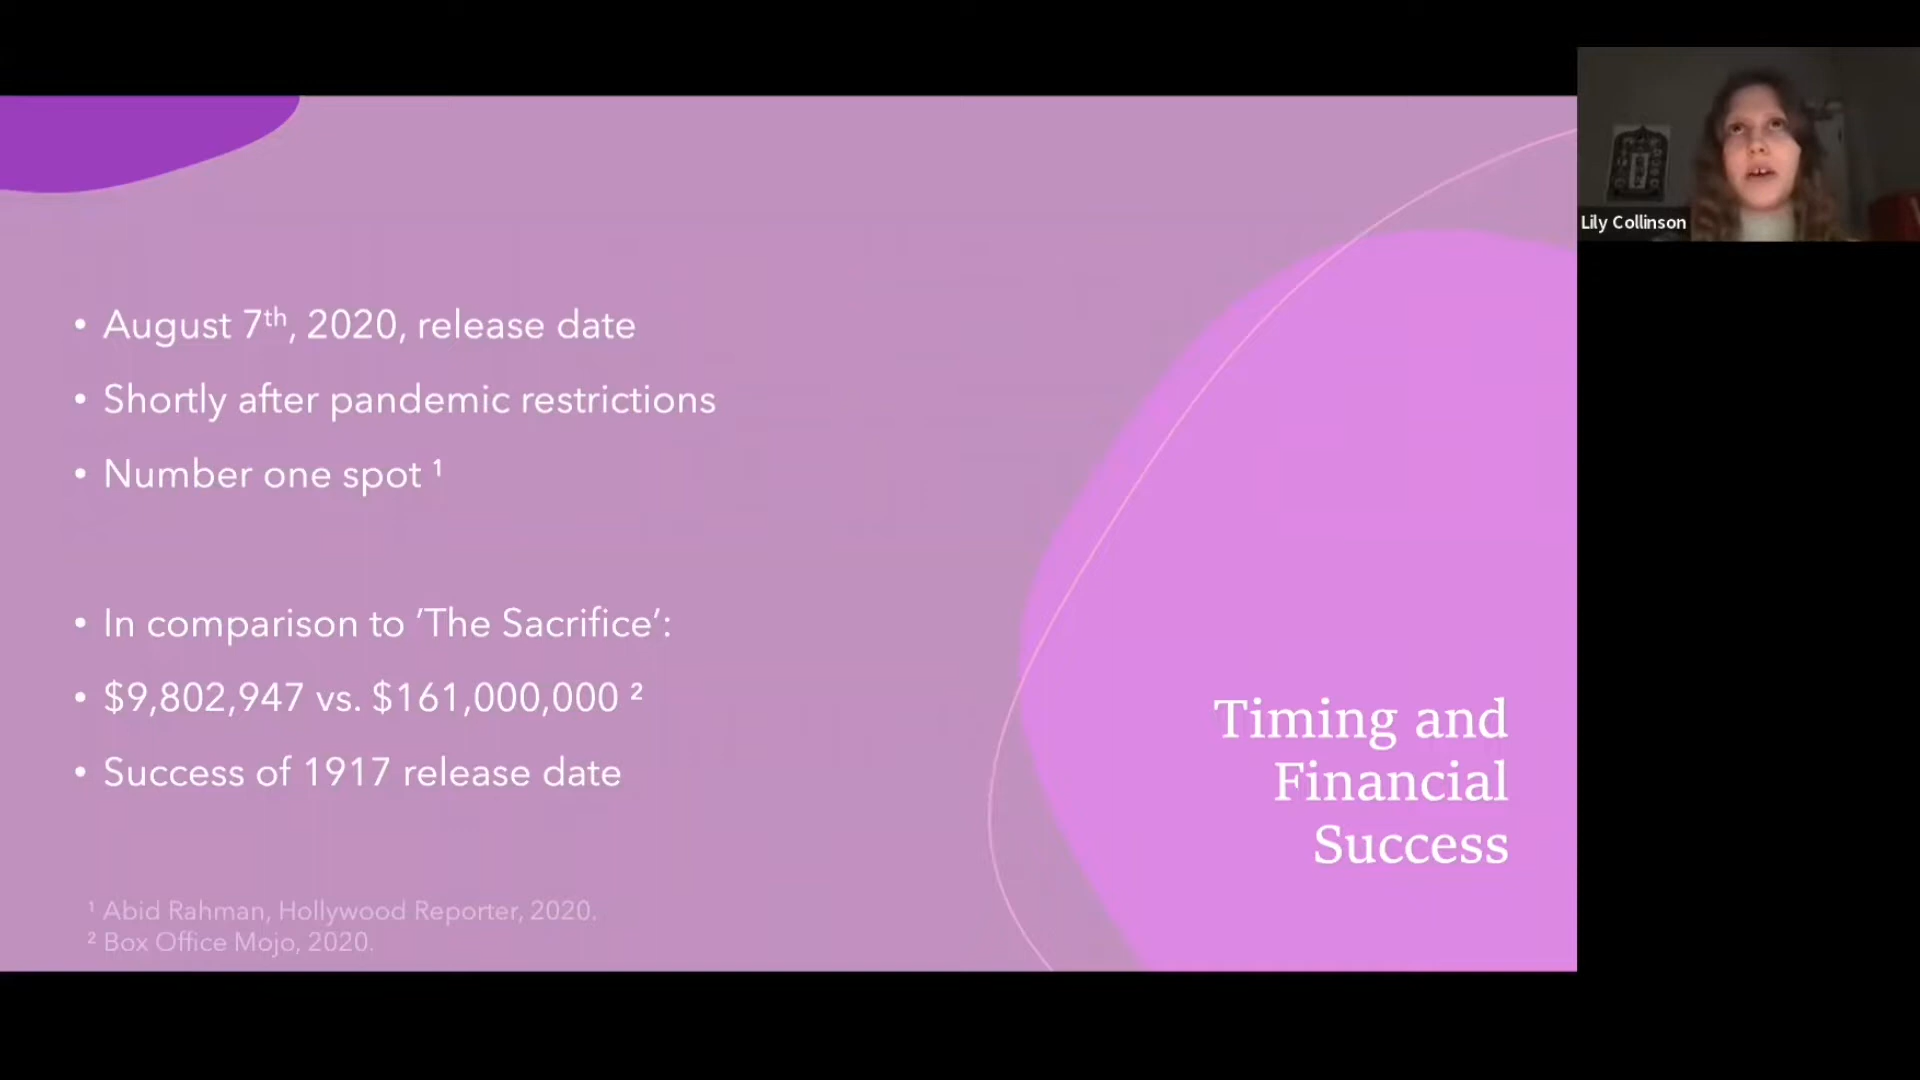 Lily Collinson
• August 7ᵗʰ, 2020, release date
• Shortly after pandemic restrictions
• Number one spot ¹
• In comparison to ‘The Sacrifice’:
• $9,802,947 vs. $161,000,000 ²
• Success of 1917 release date
Timing and
Financial
Success
¹ Abid Rahman, Hollywood Reporter, 2020.
² Box Office Mojo, 2020.